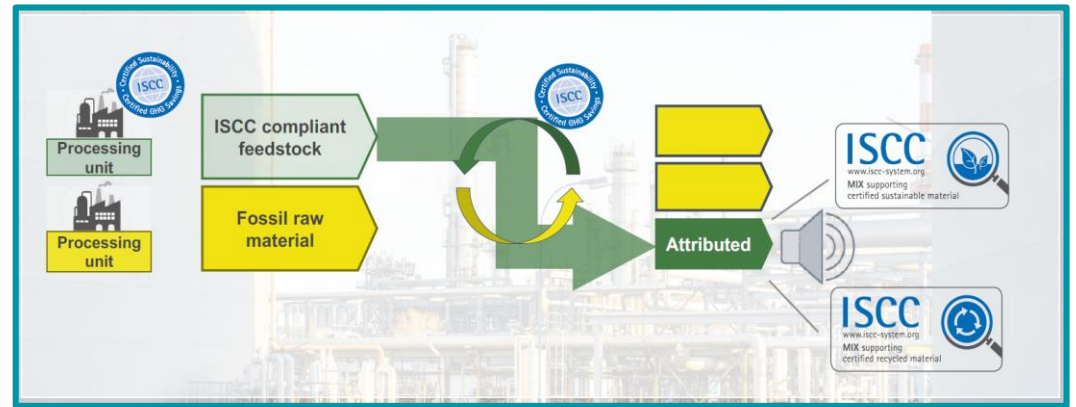 Certified Sustainability
ISCC
Certified GHG Savings
Processing
unit
ISCC compliant
feedstock
Processing
unit
Fossil raw
material
Certified Sustainability
ISCC
Certified GHG Savings
Attributed
ISCC
www.iscc-system.org
MIX supporting
certified sustainable material
ISCC
www.iscc-system.org
MIX supporting
certified recycled material